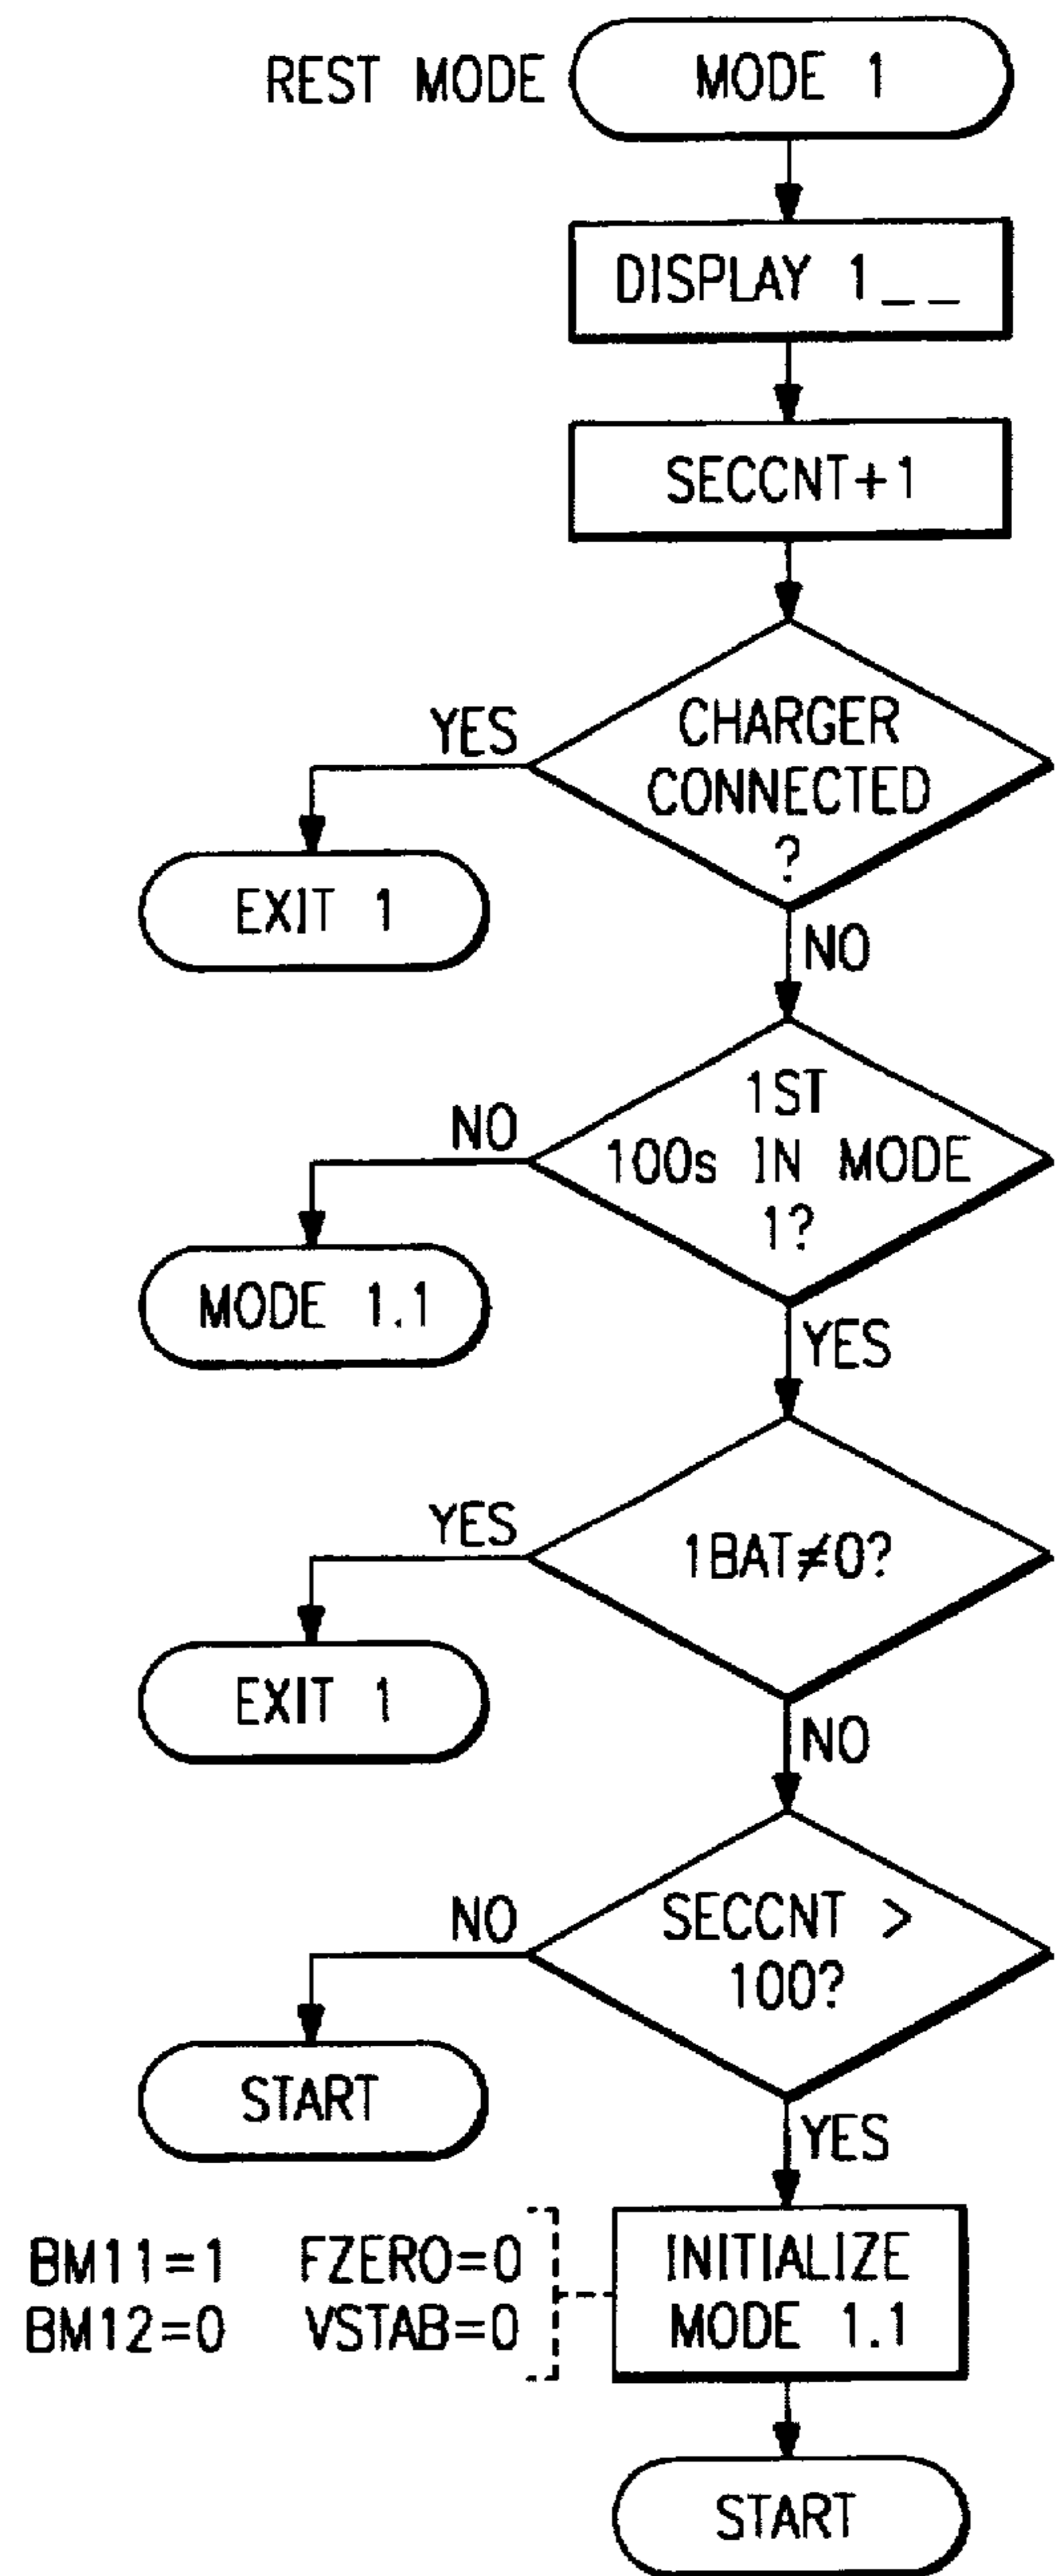 REST MODE
MODE 1
DISPLAY 1_ _
SECCNT+1
CHARGER
CONNECTED
?
YES
EXIT 1
NO
1ST
100s IN MODE
1?
NO
MODE 1.1
YES
1BAT≠0?
YES
EXIT 1
NO
SECCNT >
100?
NO
START
YES
INITIALIZE
MODE 1.1
BM11=1 FZERO=0
BM12=0 VSTAB=0
START